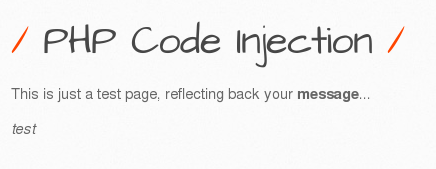 / PHP Code Injection /
This is just a test page, reflecting back your message...
test